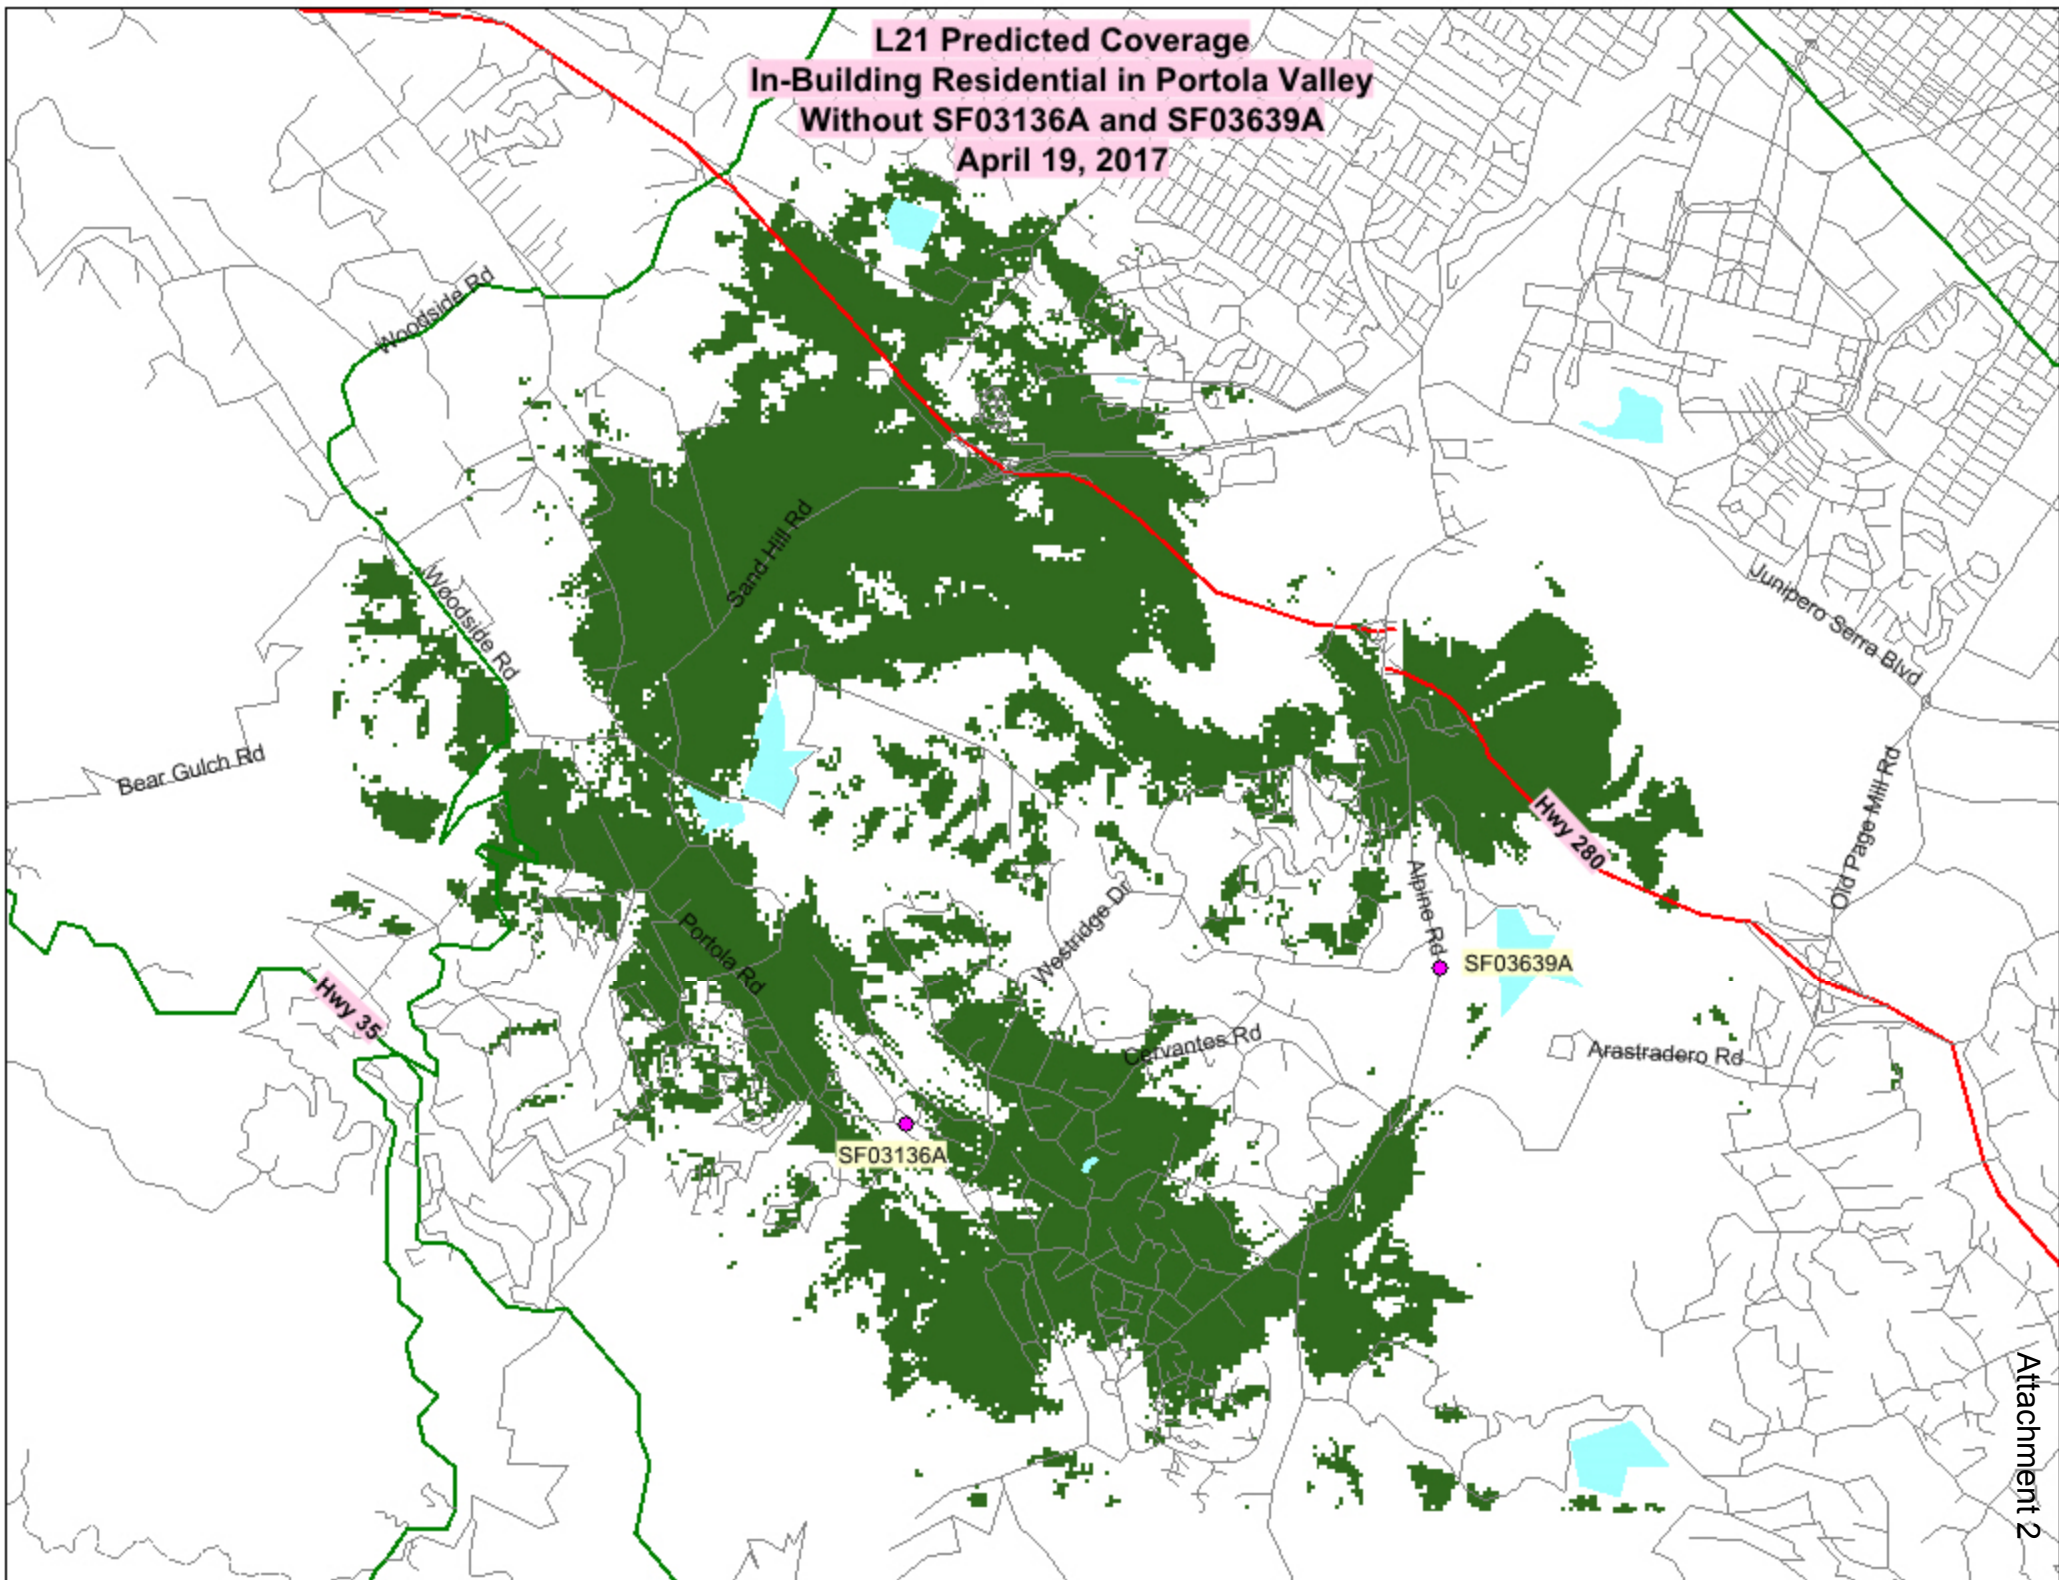 L21 Predicted Coverage
In-Building Residential in Portola Valley
Without SF03136A and SF03639A
April 19, 2017
Woodside Rd
Sand Hill Rd
Woodside Rd
Junipero Serra Blvd
Bear Gulch Rd
Hwy 280
Old Page Mill Rd
Alpine Rd
Westridge Dr
Portola Rd
SF03639A
Hwy 35
Cervantes Rd
Arastradero Rd
SF03136A
Attachment 2